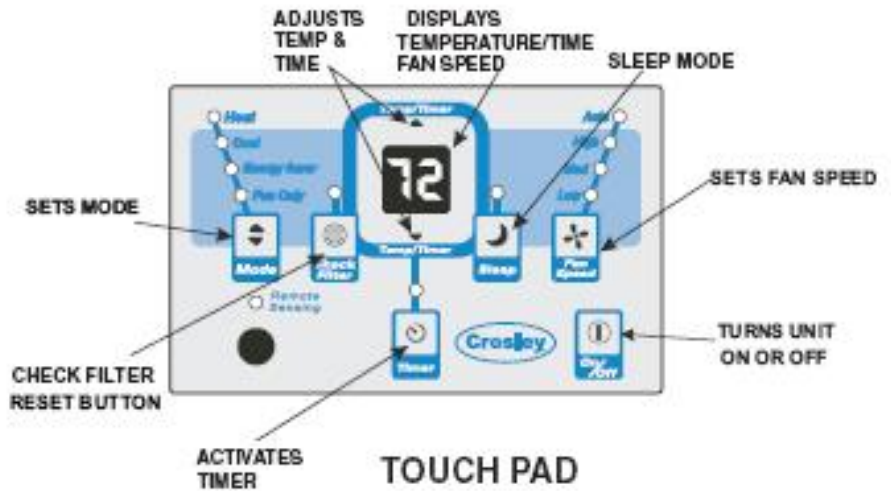 ADJUSTS
TEMP &
TIME
DISPLAYS
TEMPERATURE/TIME
FAN SPEED
SLEEP MODE
Temp/Timer
Heat
Cool
Energy Saver
Fan Only
72
Auto
High
Med
Low
SETS MODE
SETS FAN SPEED
Temp/Timer
Mode
Check
Filter
Sleep
Fan
Speed
Remote
Sensing
Timer
Crosley
On/
Off
TURNS UNIT
ON OR OFF
CHECK FILTER
RESET BUTTON
ACTIVATES
TIMER
TOUCH PAD